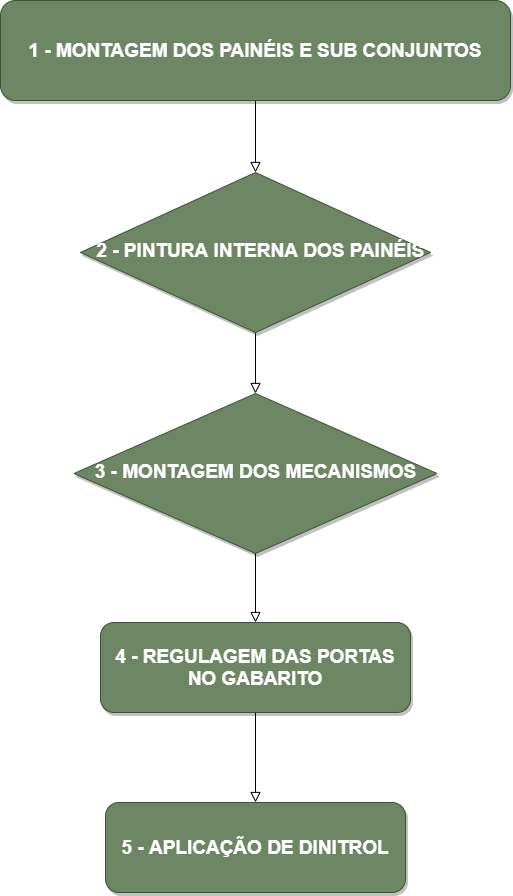 1 - MONTAGEM DOS PAINÉIS E SUB CONJUNTOS
2 - PINTURA INTERNA DOS PAINÉIS
3 - MONTAGEM DOS MECANISMOS
4 - REGULAGEM DAS PORTAS
NO GABARITO
5 - APLICAÇÃO DE DINITROL